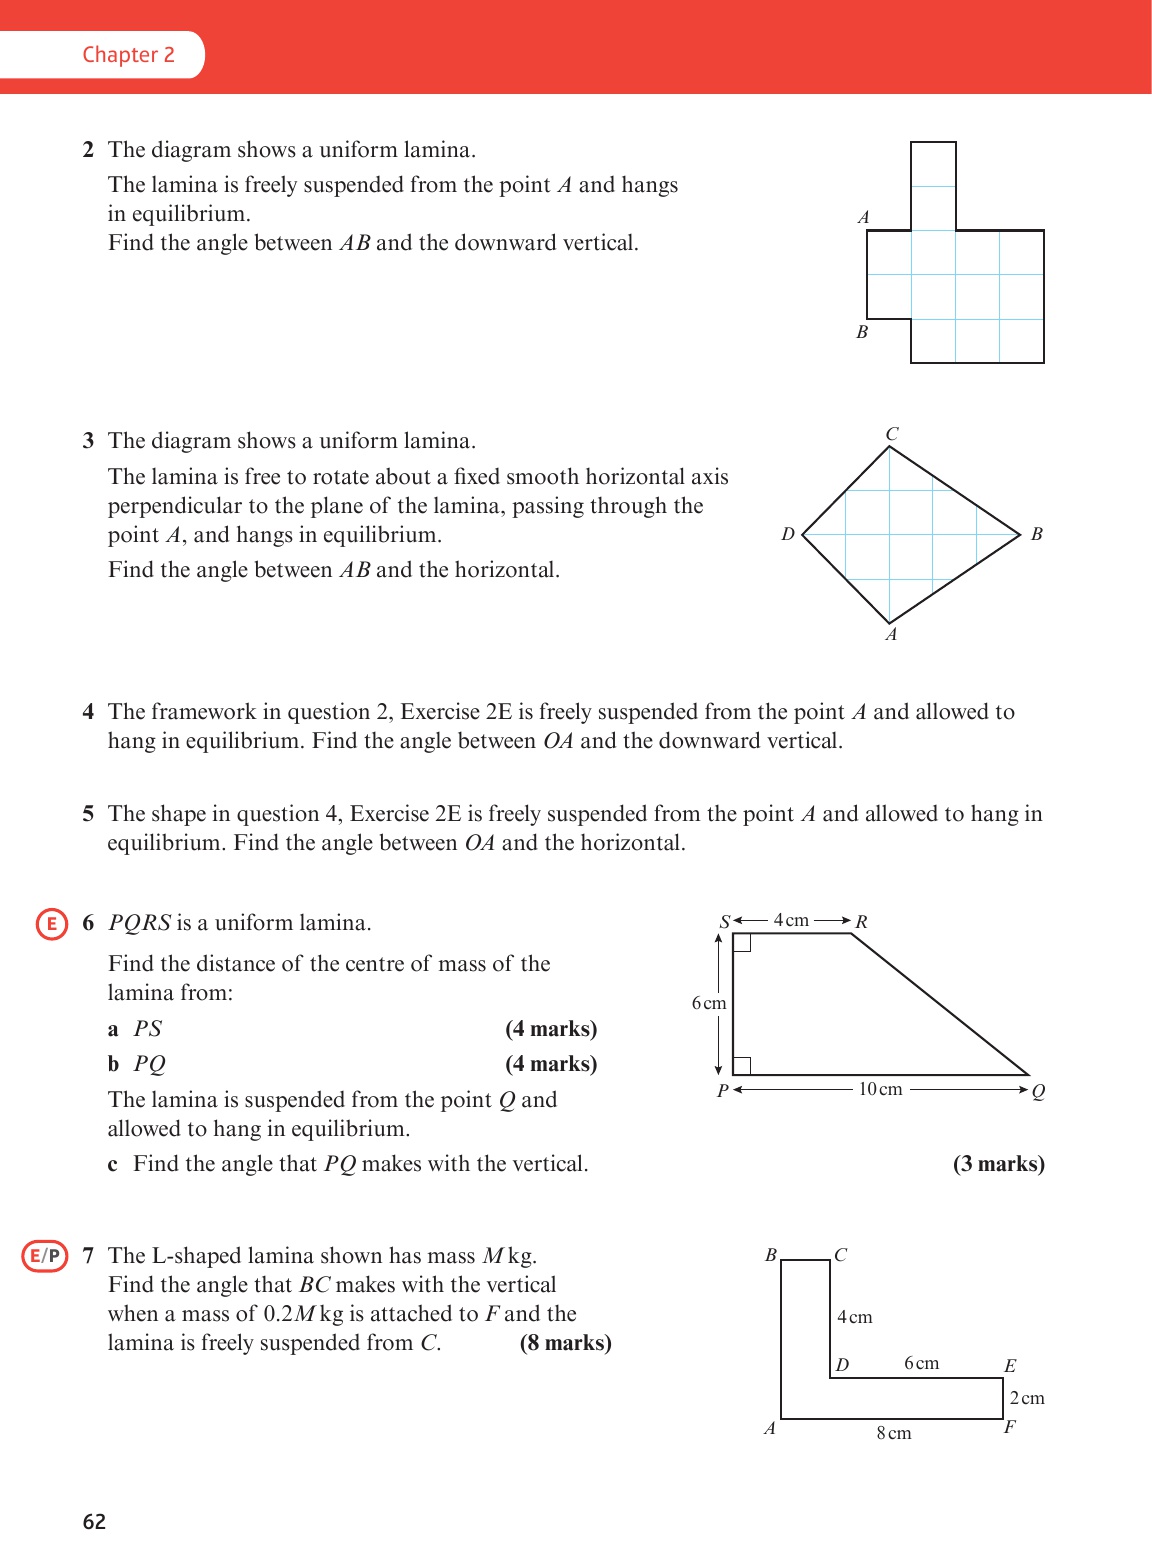 Chapter 2
2 The diagram shows a uniform lamina.
The lamina is freely suspended from the point A and hangs
in equilibrium.
Find the angle between AB and the downward vertical.
A
B
3 The diagram shows a uniform lamina.
The lamina is free to rotate about a fixed smooth horizontal axis
perpendicular to the plane of the lamina, passing through the
point A, and hangs in equilibrium.
Find the angle between AB and the horizontal.
C
D
B
A
4 The framework in question 2, Exercise 2E is freely suspended from the point A and allowed to
hang in equilibrium. Find the angle between OA and the downward vertical.
5 The shape in question 4, Exercise 2E is freely suspended from the point A and allowed to hang in
equilibrium. Find the angle between OA and the horizontal.
E 6 PQRS is a uniform lamina.
Find the distance of the centre of mass of the
lamina from:
a PS (4 marks)
b PQ (4 marks)
The lamina is suspended from the point Q and
allowed to hang in equilibrium.
c Find the angle that PQ makes with the vertical. (3 marks)
S 4 cm R
6 cm
P 10 cm Q
E/P 7 The L-shaped lamina shown has mass M kg.
Find the angle that BC makes with the vertical
when a mass of 0.2M kg is attached to F and the
lamina is freely suspended from C. (8 marks)
B C
4 cm
D 6 cm E
2 cm
A 8 cm F
62